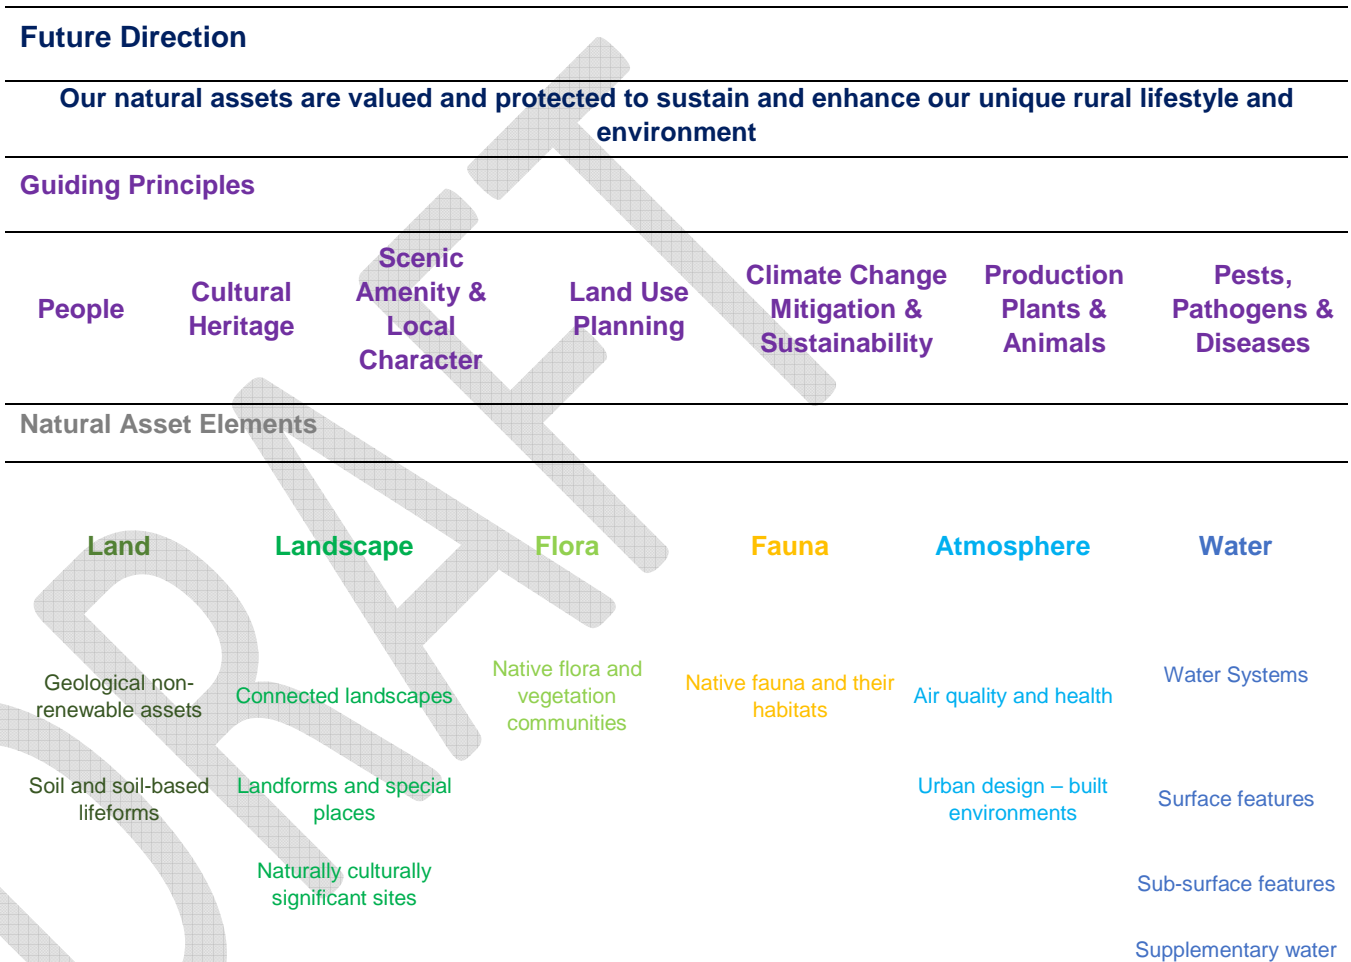 Future Direction
Our natural assets are valued and protected to sustain and enhance our unique rural lifestyle and
environment
Guiding Principles
People
Cultural
Heritage
Scenic
Amenity &
Local
Character
Land Use
Planning
Climate Change
Mitigation &
Sustainability
Production
Plants &
Animals
Pests,
Pathogens &
Diseases
Natural Asset Elements
Land
Landscape
Flora
Fauna
Atmosphere
Water
Geological non-
renewable assets
Connected landscapes
Native flora and
vegetation
communities
Native fauna and their
habitats
Air quality and health
Water Systems
Soil and soil-based
lifeforms
Landforms and special
places
Urban design – built
environments
Surface features
Naturally culturally
significant sites
Sub-surface features
Supplementary water
DRAFT